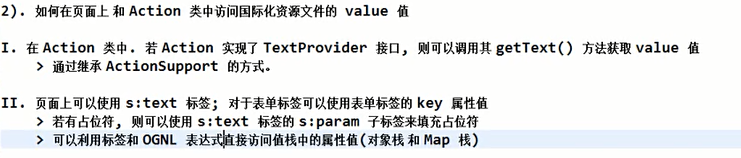 2). 如何在页面上 和 Action 类中访问国际化资源文件的 value 值
I. 在 Action 类中. 若 Action 实现了 TextProvider 接口, 则可以调用其 getText() 方法获取 value 值
> 通过继承 ActionSupport 的方式。
II. 页面上可以使用 s:text 标签; 对于表单标签可以使用表单标签的 key 属性值
> 若有占位符, 则可以使用 s:text 标签的 s:param 子标签来填充占位符
> 可以利用标签和 OGNL 表达式直接访问值栈中的属性值(对象栈 和 Map 栈)